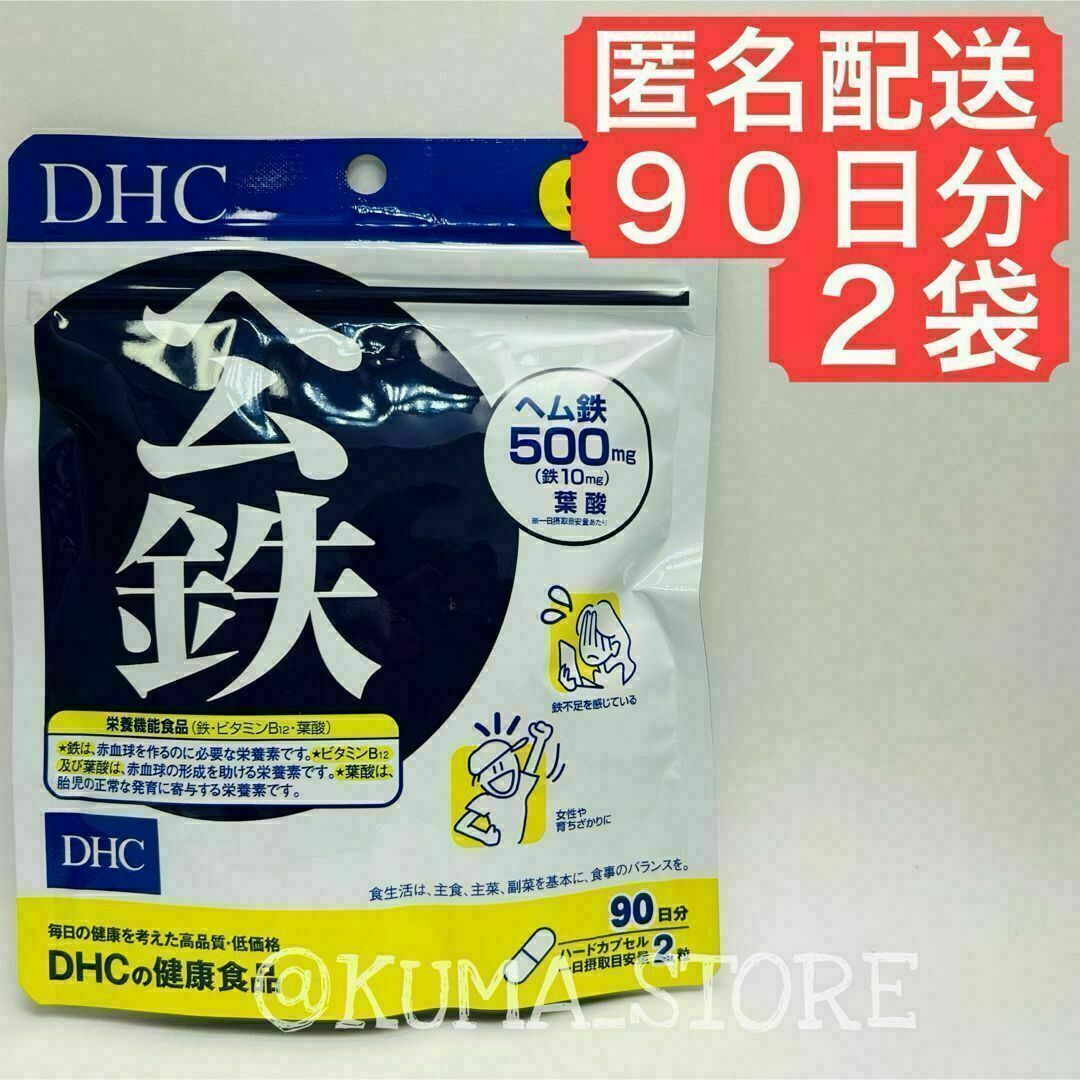 匿名配送
90日分
2袋
DHC
ヘム鉄
ヘム鉄
500mg
(鉄10mg)
葉酸
※一日摂取目安量あたり
鉄不足を感じている
女性や
育ちざかりに
栄養機能食品(鉄・ビタミンB12・葉酸)
★鉄は、赤血球を作るのに必要な栄養素です。★ビタミンB12
及び葉酸は、赤血球の形成を助ける栄養素です。★葉酸は、
胎児の正常な発育に寄与する栄養素です。
DHC
食生活は、主食、主菜、副菜を基本に、食事のバランスを。
毎日の健康を考えた高品質・低価格
DHCの健康食品
90日分
ハードカプセル
一日摂取目安量2粒
@KUMA_STORE